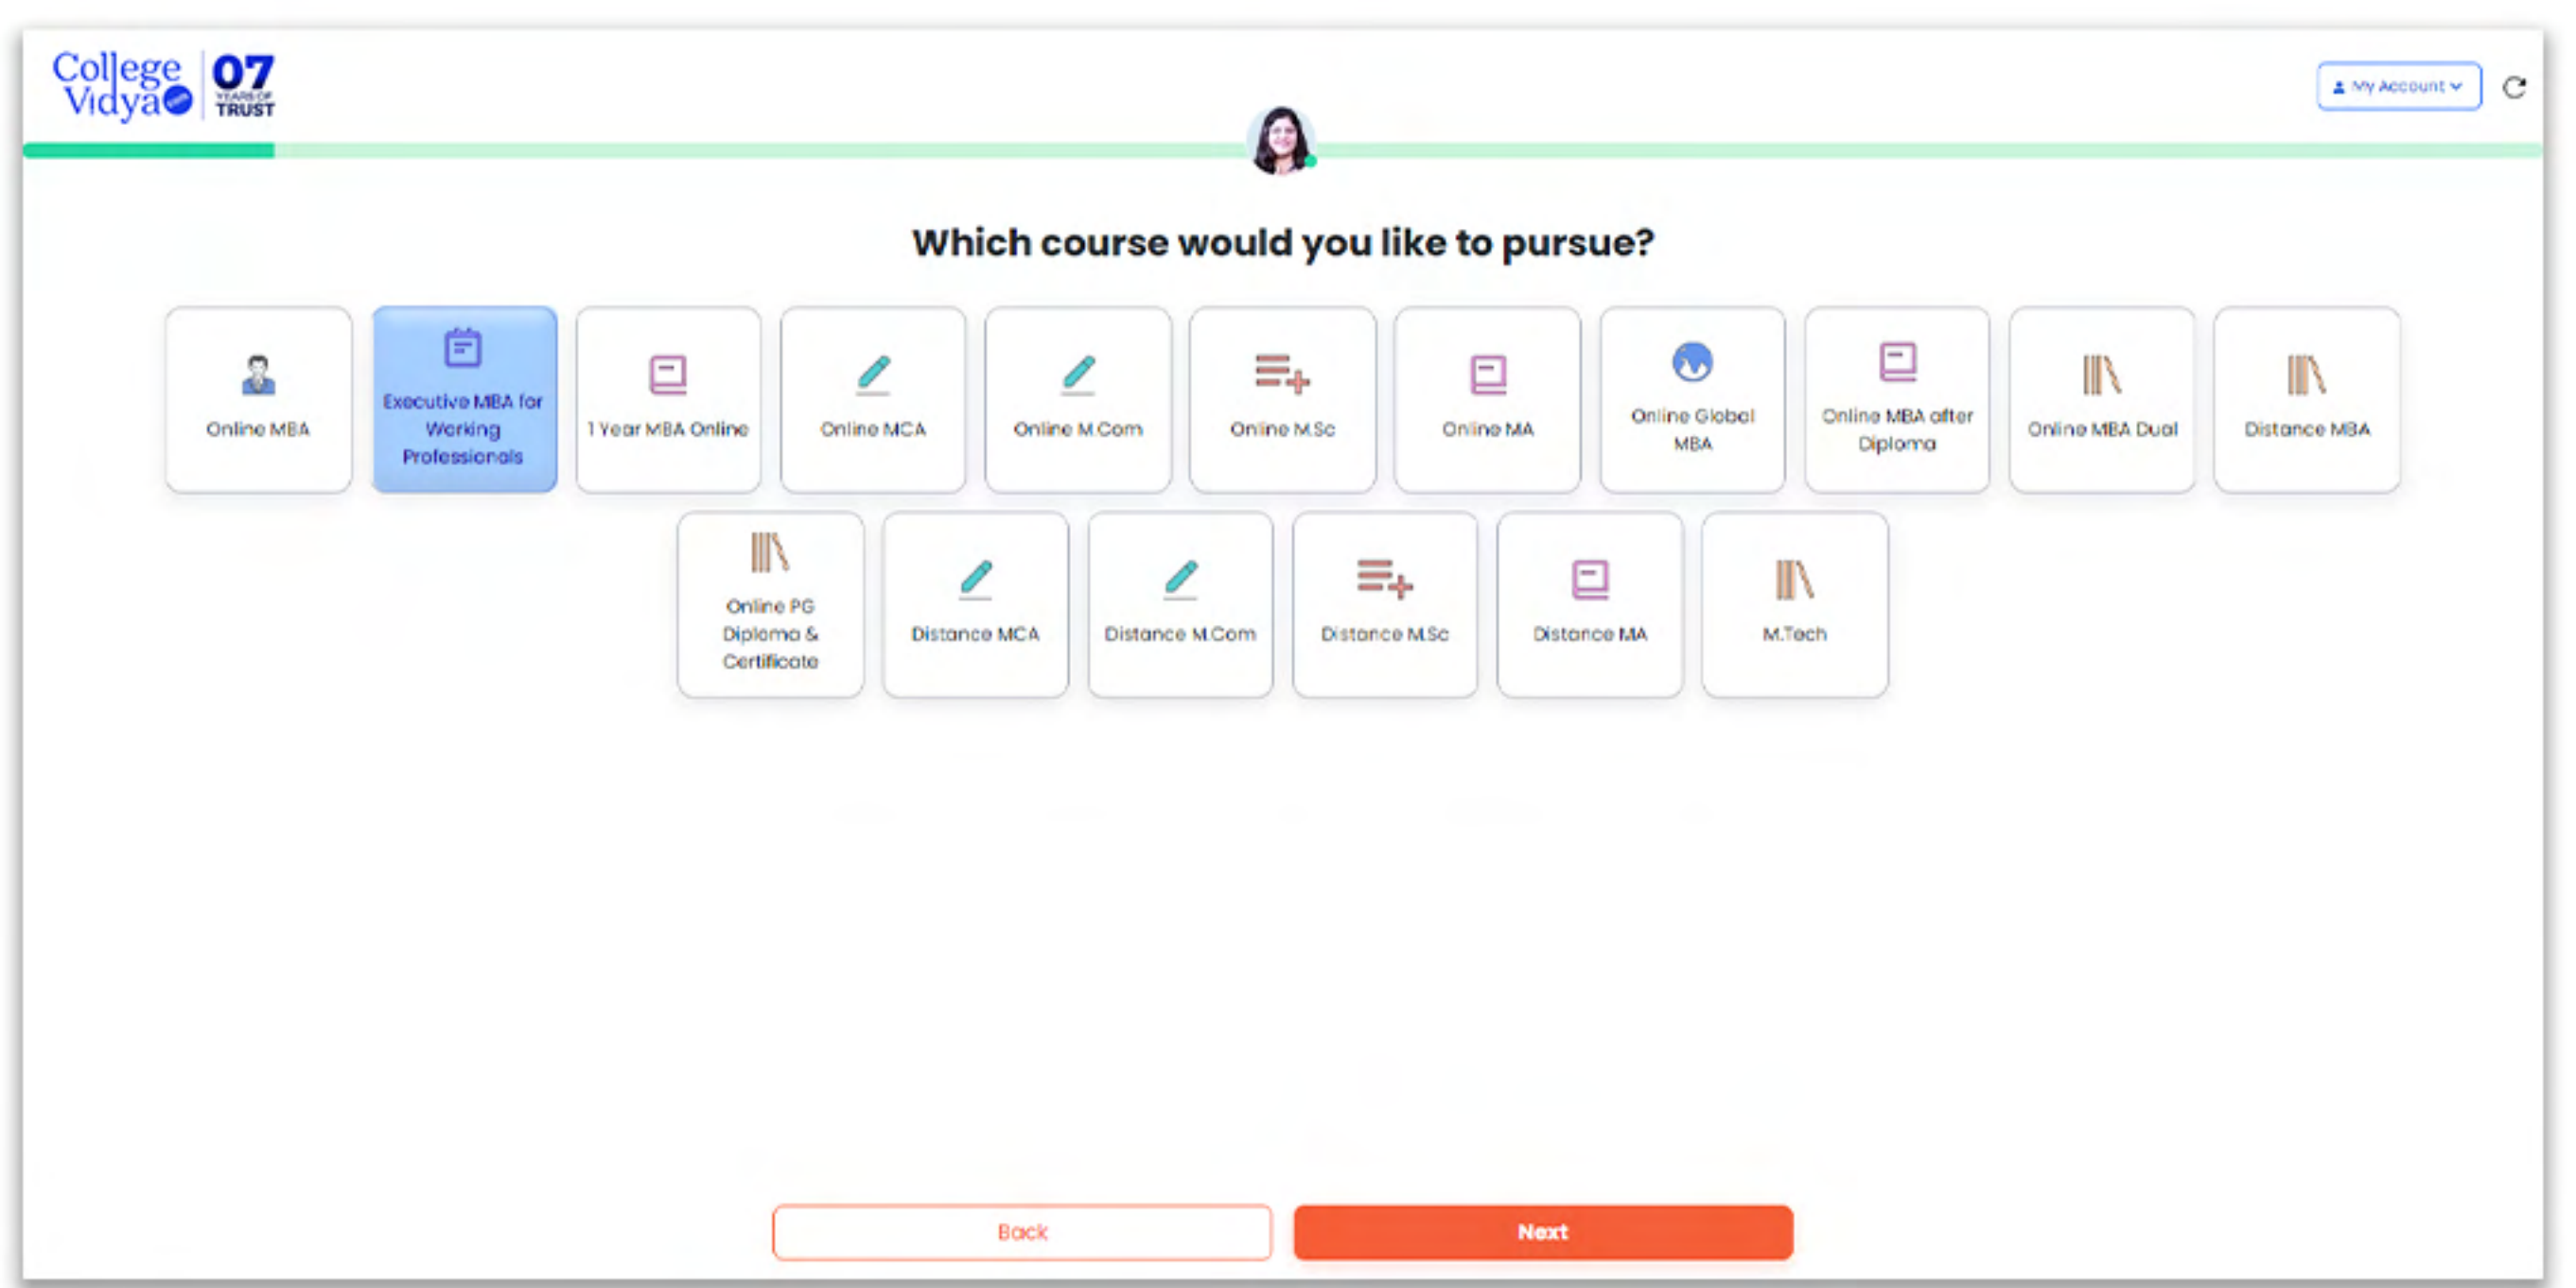 College
Vidya
07
YEARS OF
TRUST
My Account
Which course would you like to pursue?
Online MBA
Executive MBA for
Working
Professionals
1 Year MBA Online
Online MCA
Online M.Com
Online M.Sc
Online MA
Online Global
MBA
Online MBA after
Diploma
Online MBA Dual
Distance MBA
Online PG
Diploma &
Certificate
Distance MCA
Distance M.Com
Distance M.Sc
Distance MA
M.Tech
Back
Next